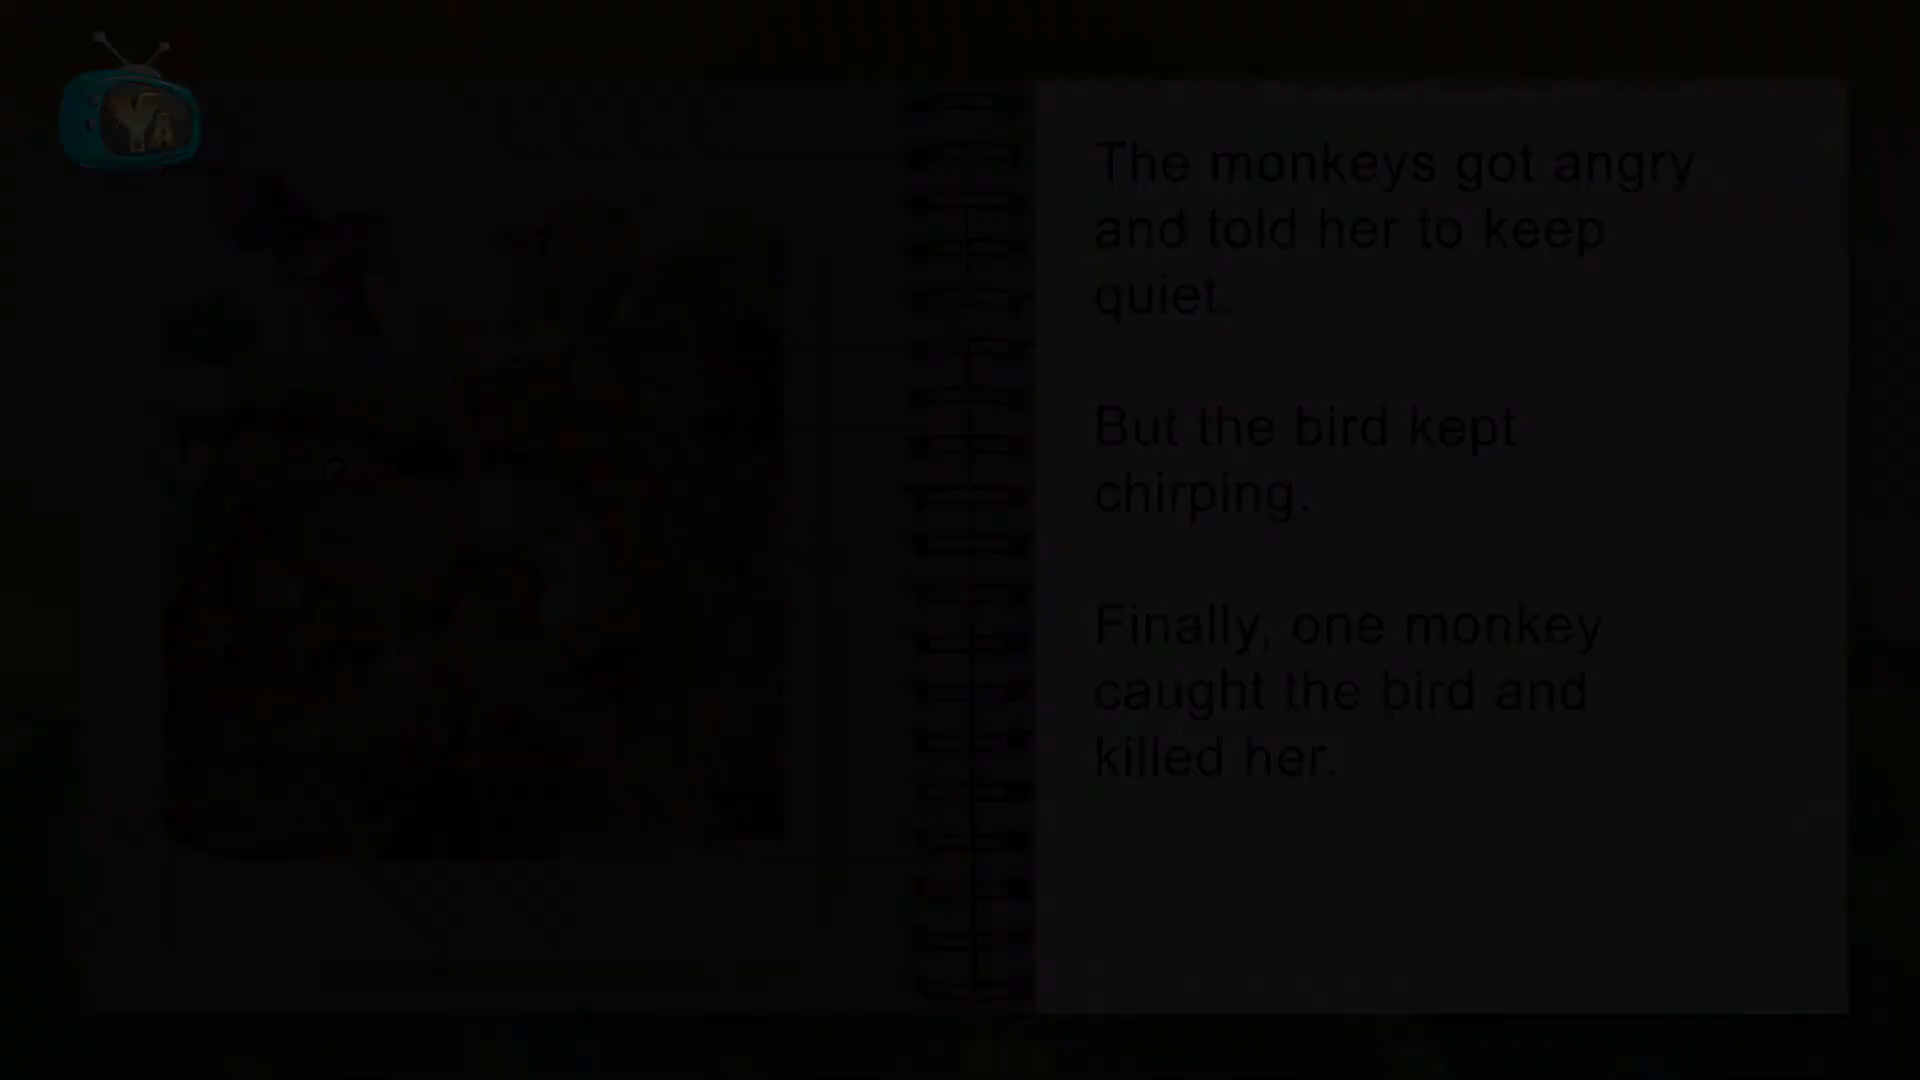 YA
The monkeys got angry
and told her to keep
quiet.
But the bird kept
chirping.
Finally, one monkey
caught the bird and
killed her.